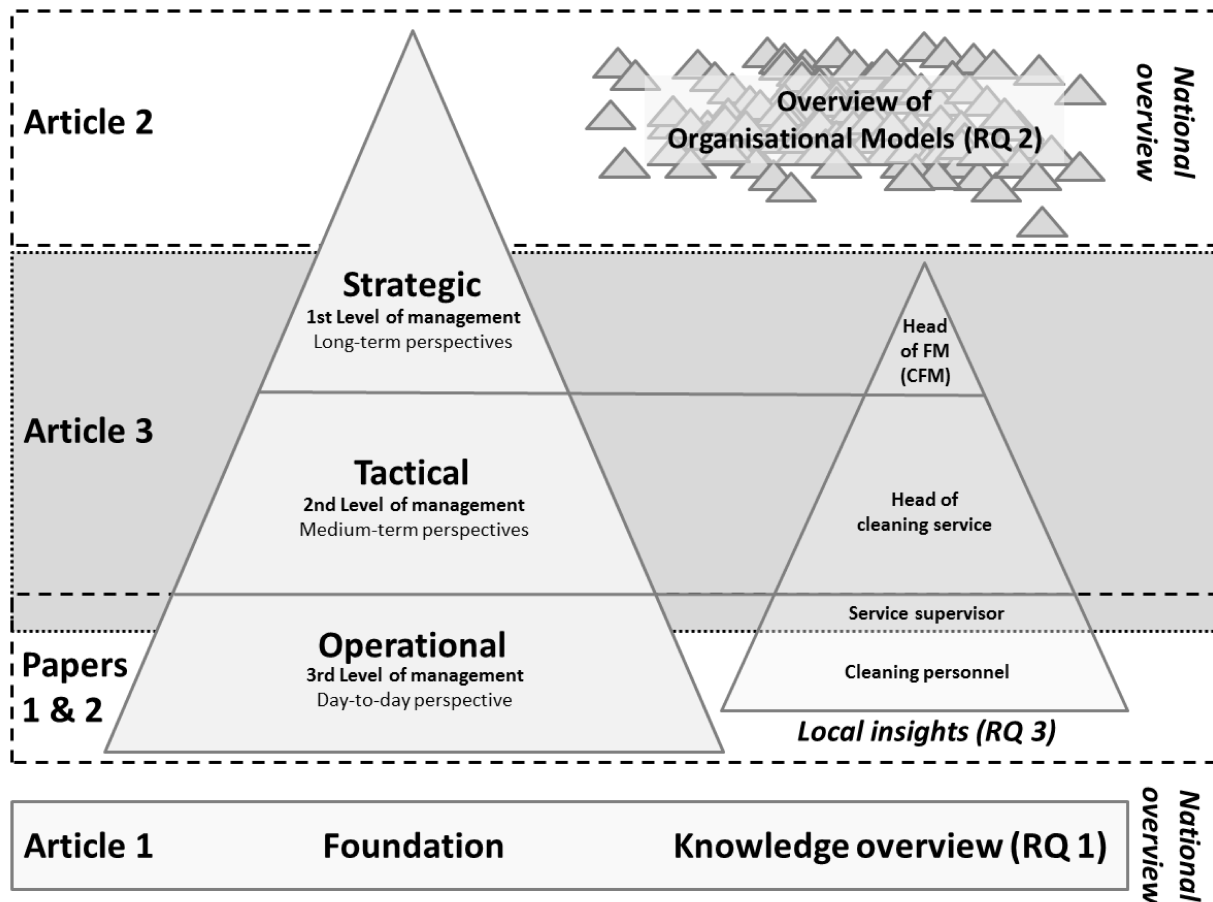 Article 2
Overview of
Organisational Models (RQ 2)
National
overview
Strategic
1st Level of management
Long-term perspectives
Head
of FM
(CFM)
Article 3
Tactical
2nd Level of management
Medium-term perspectives
Head of
cleaning service
Service supervisor
Papers
1 & 2
Operational
3rd Level of management
Day-to-day perspective
Cleaning personnel
Local insights (RQ 3)
Article 1
Foundation
Knowledge overview (RQ 1)
National
overview